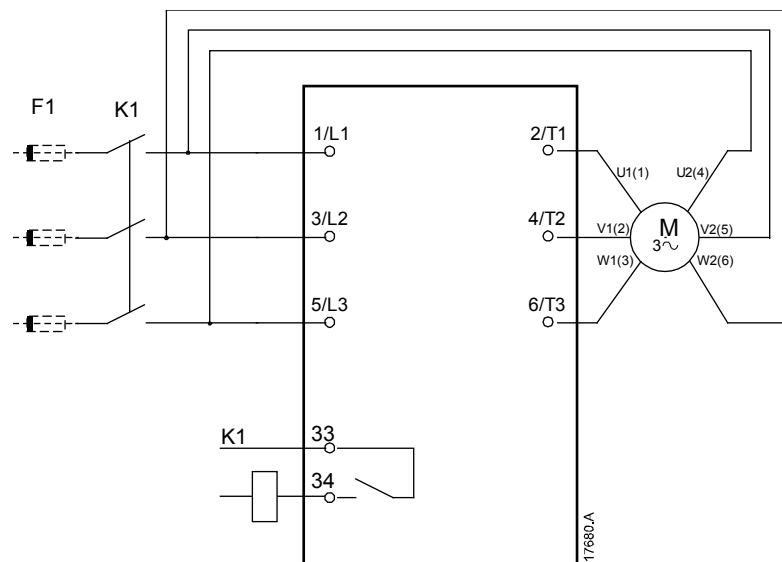 F1 K1
1/L1 2/T1
U1(1) U2(4)
3/L2 4/T2 V1(2) M V2(5)
3
W1(3) W2(6)
5/L3 6/T3
K1 33
34
17680.A